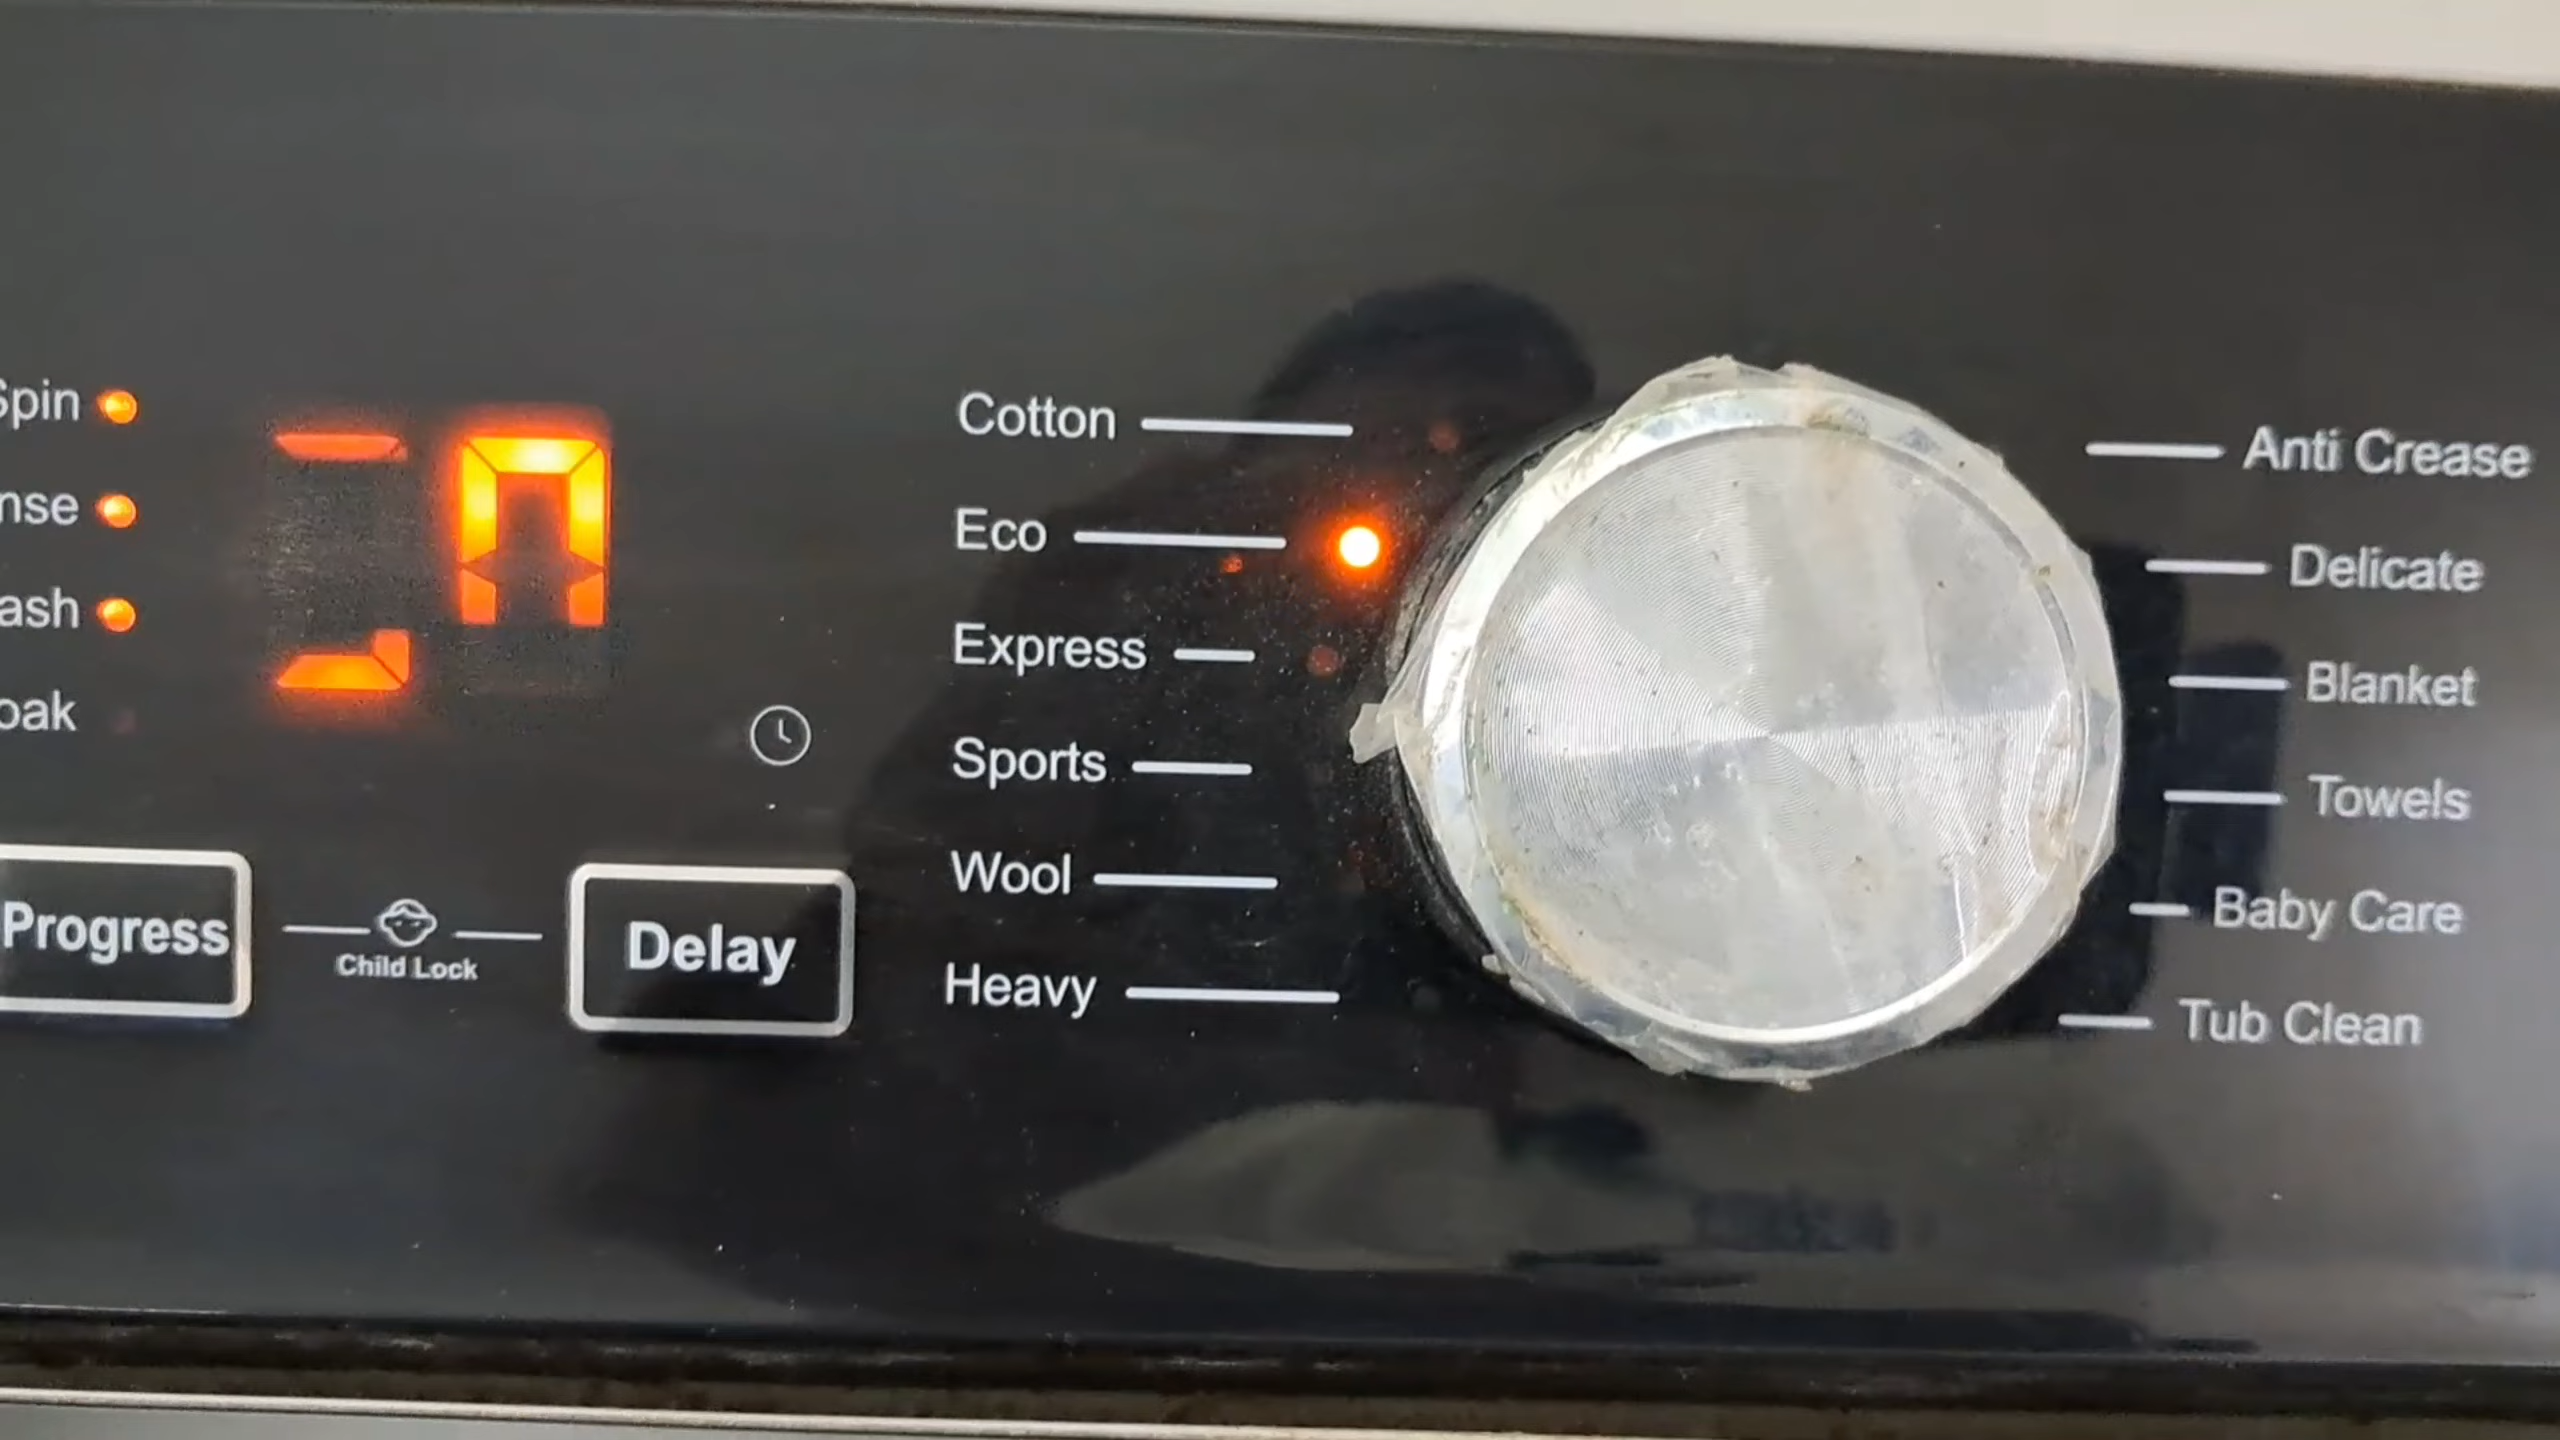 Spin
nse
ash
oak
Progress
Child Lock
Delay
Cotton
Eco
Express
Sports
Wool
Heavy
Anti Crease
Delicate
Blanket
Towels
Baby Care
Tub Clean